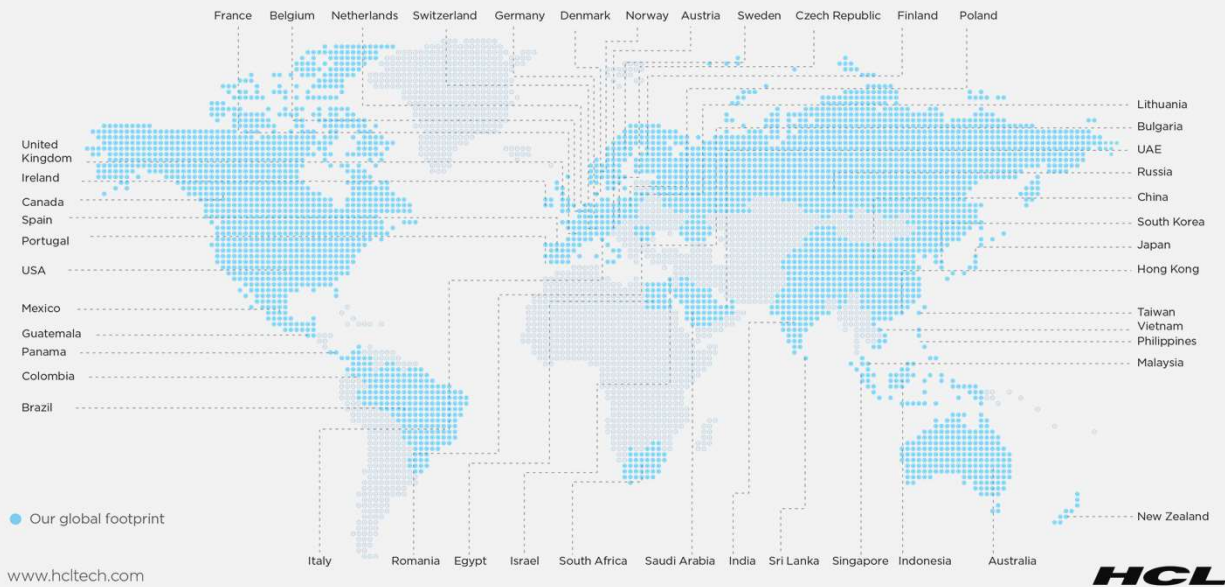 France Belgium Netherlands Switzerland Germany Denmark Norway Austria Sweden Czech Republic Finland Poland
Lithuania
Bulgaria
United
Kingdom
UAE
Ireland
Russia
Canada
China
Spain
South Korea
Portugal
Japan
USA
Hong Kong
Mexico
Taiwan
Vietnam
Guatemala
Philippines
Panama
Malaysia
Colombia
Brazil
Our global footprint
New Zealand
Italy Romania Egypt Israel South Africa Saudi Arabia India Sri Lanka Singapore Indonesia Australia
www.hcltech.com
HCL